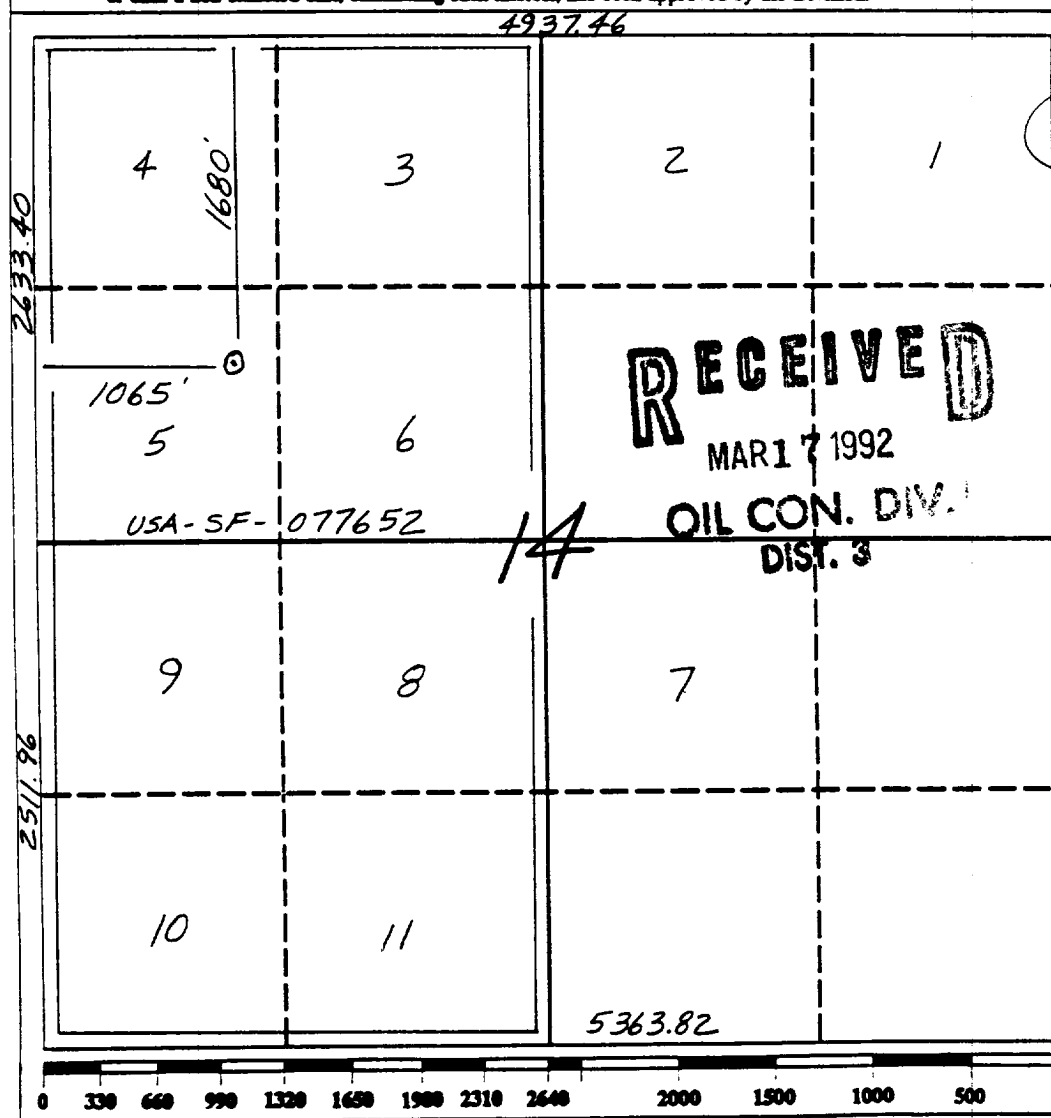 4937.46
4 3 2 1
1680'
2633.40
1065'
RECEIVED
MAR 17 1992
OIL CON. DIV.
DIST. 3
5 6
USA-SF-077652
14
9 8 7
2511.96
10 11
5363.82
0 330 660 990 1320 1650 1980 2310 2640 2000 1500 1000 500